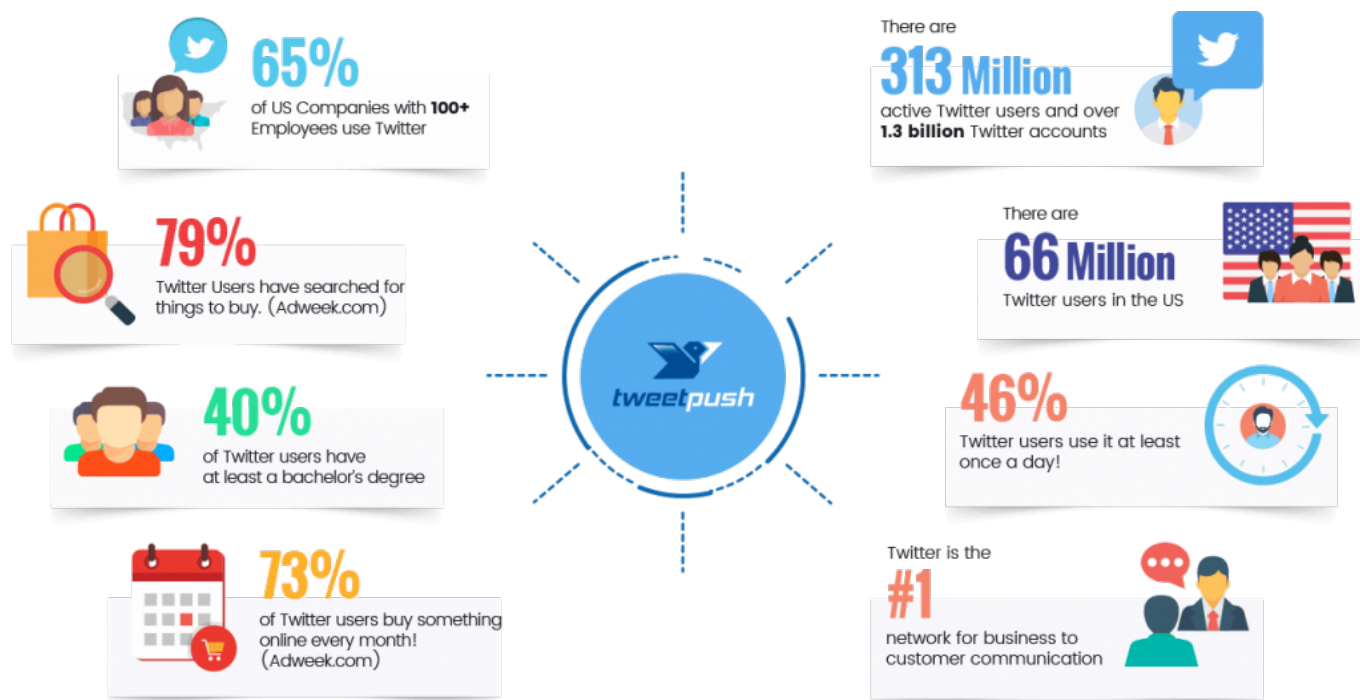 65%
of US Companies with 100+
Employees use Twitter
79%
Twitter Users have searched for
things to buy. (Adweek.com)
40%
of Twitter users have
at least a bachelor's degree
73%
of Twitter users buy something
online every month!
(Adweek.com)
tweetpush
There are
313 Million
active Twitter users and over
1.3 billion Twitter accounts
There are
66 Million
Twitter users in the US
46%
Twitter users use it at least
once a day!
Twitter is the
#1
network for business to
customer communication